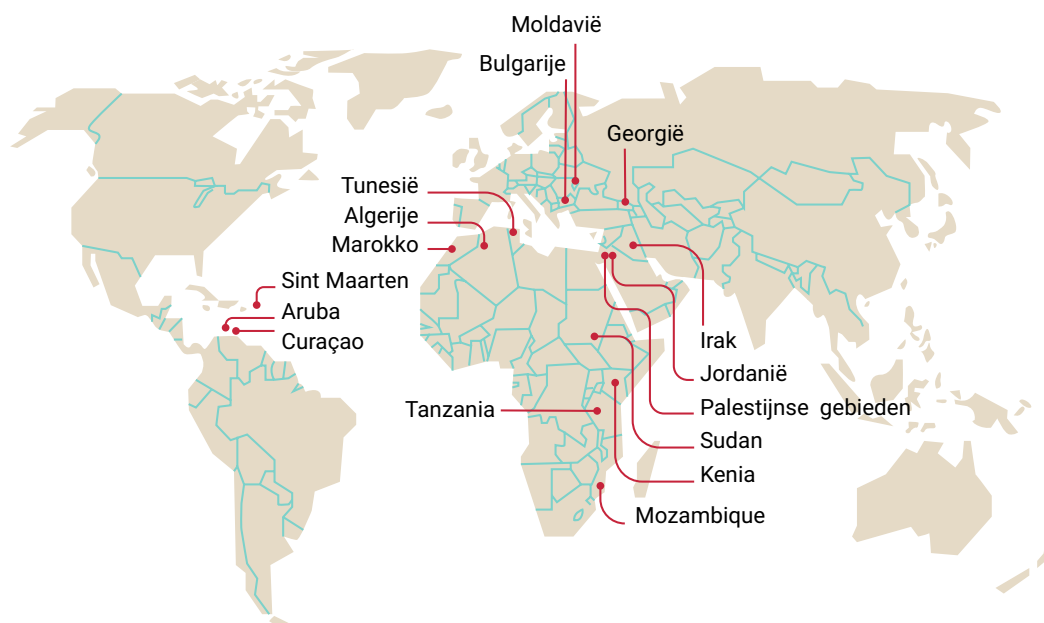 Moldavië
Bulgarije
Georgië
Tunesië
Algerije
Marokko
Sint Maarten
Aruba
Curaçao
Irak
Jordanië
Palestijnse gebieden
Tanzania
Sudan
Kenia
Mozambique